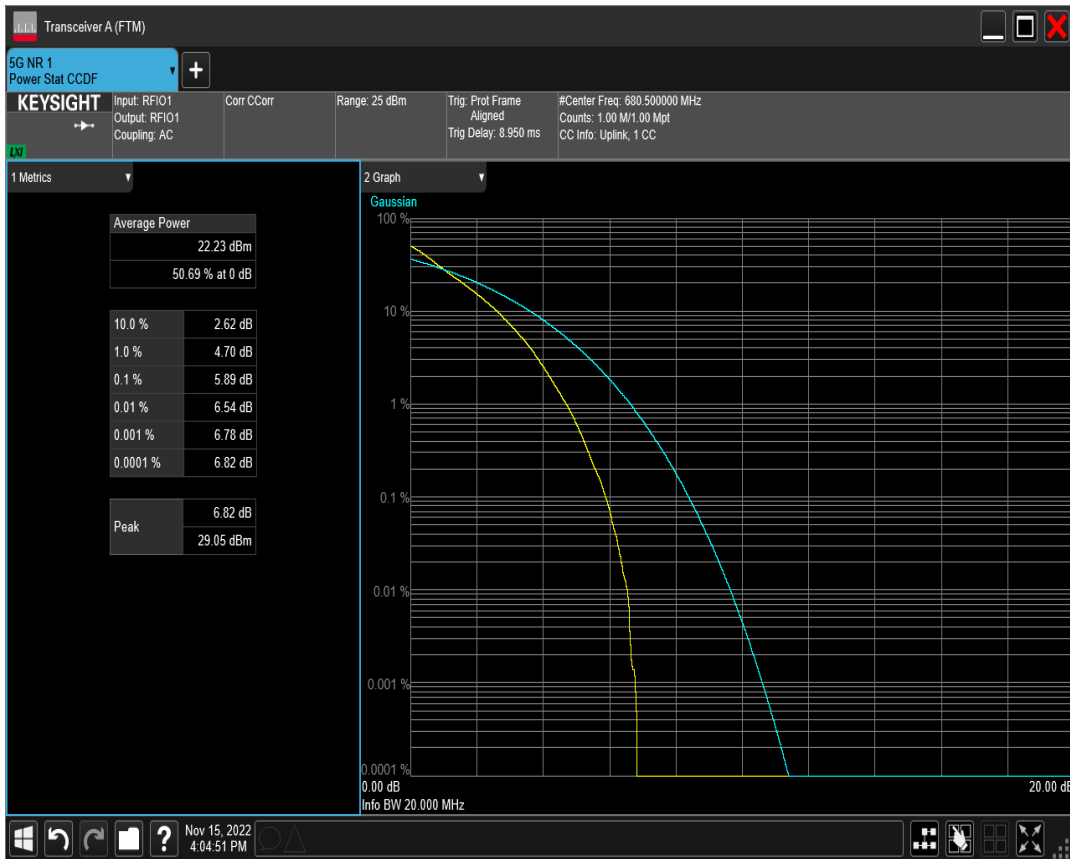 Transceiver A (FTM)
5G NR 1
Power Stat CCDF
+
KEYSIGHT
LXI
Input: RFIO1
Output: RFIO1
Coupling: AC
Corr CCorr
Range: 25 dBm
Trig: Prot Frame
Aligned
Trig Delay: 8.950 ms
#Center Freq: 680.500000 MHz
Counts: 1.00 M/1.00 Mpt
CC Info: Uplink, 1 CC
1 Metrics
Average Power
22.23 dBm
50.69 % at 0 dB
10.0 % 2.62 dB
1.0 % 4.70 dB
0.1 % 5.89 dB
0.01 % 6.54 dB
0.001 % 6.78 dB
0.0001 % 6.82 dB
Peak 6.82 dB
29.05 dBm
2 Graph
Gaussian
100 %
10 %
1 %
0.1 %
0.01 %
0.001 %
0.0001 %
0.00 dB 20.00 dB
Info BW 20.000 MHz
?
Nov 15, 2022
4:04:51 PM